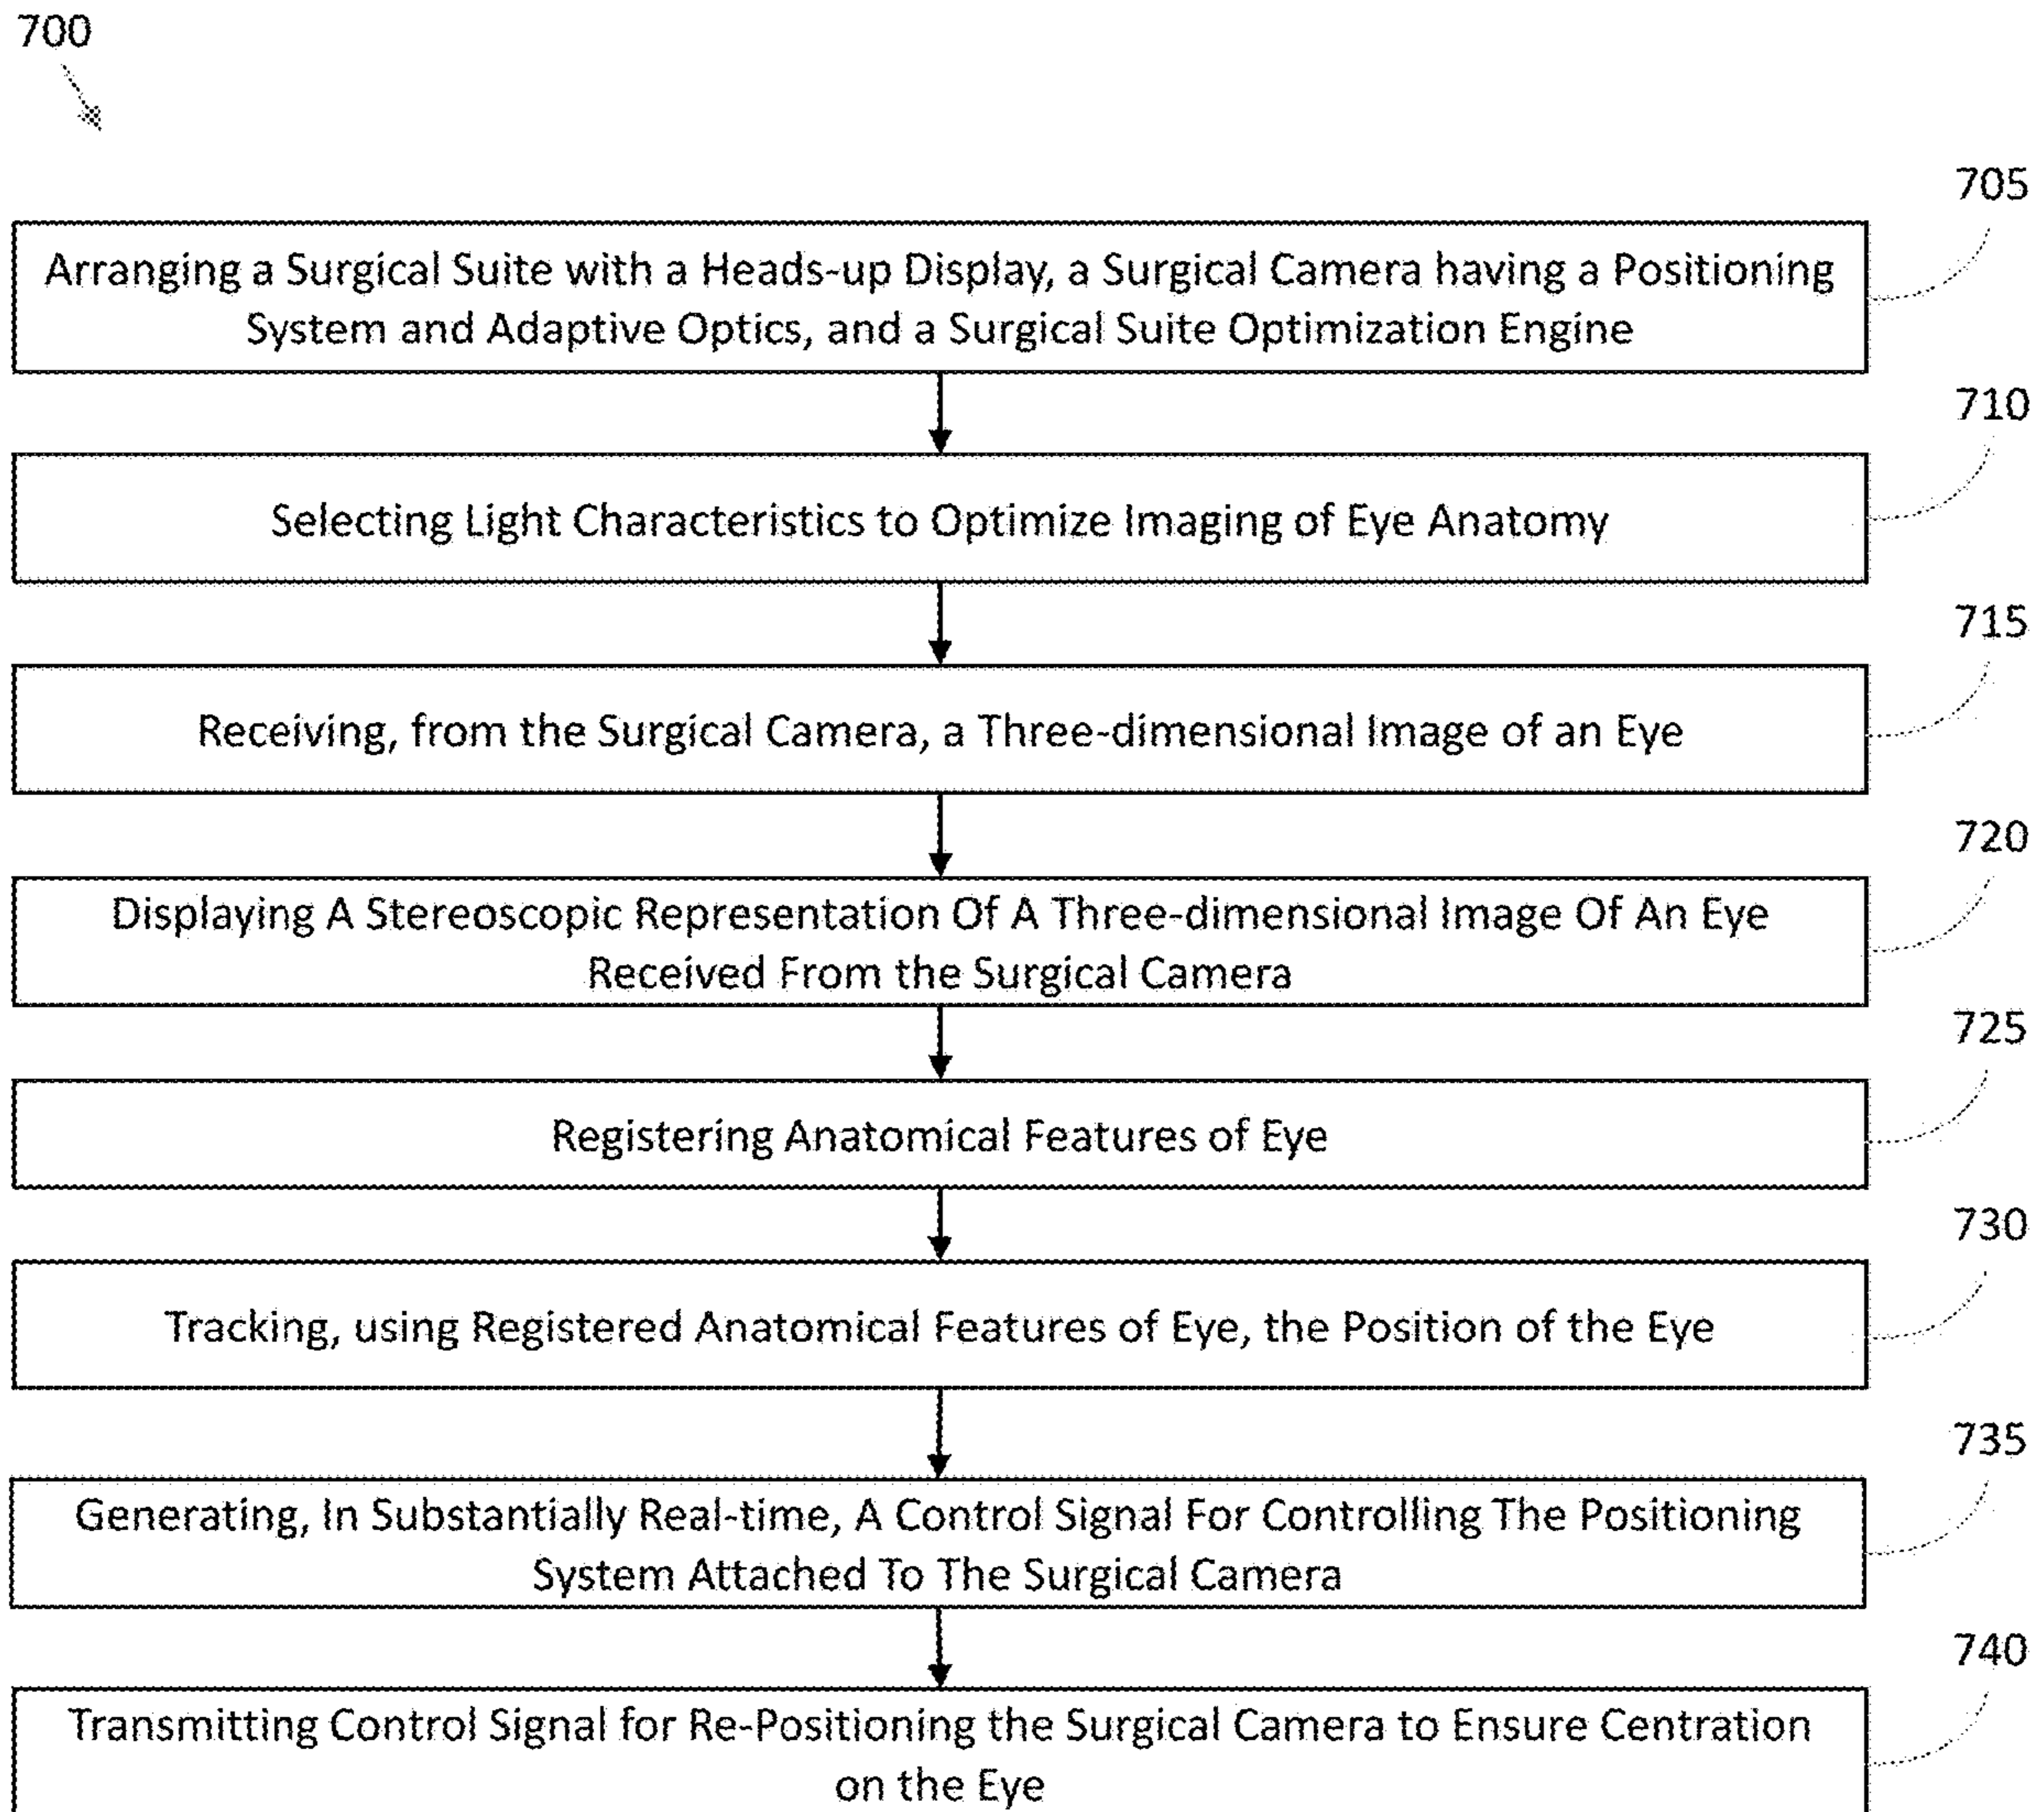 700
705
Arranging a Surgical Suite with a Heads-up Display, a Surgical Camera having a Positioning
System and Adaptive Optics, and a Surgical Suite Optimization Engine
710
Selecting Light Characteristics to Optimize Imaging of Eye Anatomy
715
Receiving, from the Surgical Camera, a Three-dimensional Image of an Eye
720
Displaying A Stereoscopic Representation Of A Three-dimensional Image Of An Eye
Received From the Surgical Camera
725
Registering Anatomical Features of Eye
730
Tracking, using Registered Anatomical Features of Eye, the Position of the Eye
735
Generating, In Substantially Real-time, A Control Signal For Controlling The Positioning
System Attached To The Surgical Camera
740
Transmitting Control Signal for Re-Positioning the Surgical Camera to Ensure Centration
on the Eye